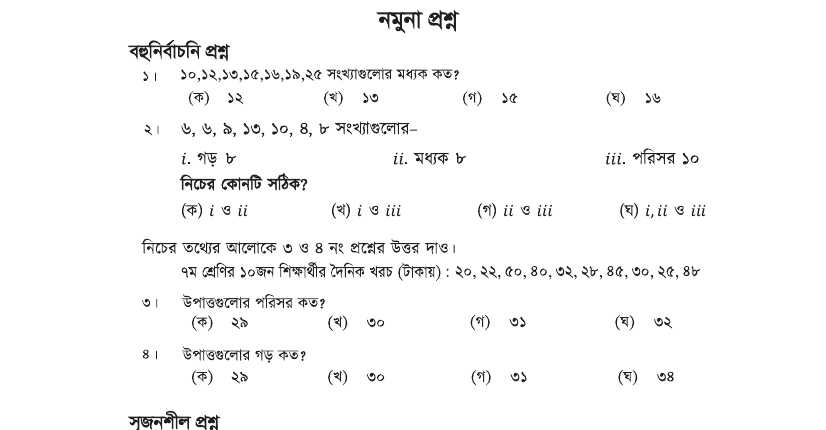 নমুনা প্রশ্ন
বহুনির্বাচনি প্রশ্ন
১। ১০,১২,১৩,১৫,১৬,১৯,২৫ সংখ্যাগুলোর মধ্যক কত?
(ক) ১২ (খ) ১৩ (গ) ১৫ (ঘ) ১৬
২। ৬, ৬, ৯, ১৩, ১০, ৪, ৮ সংখ্যাগুলোর–
i. গড় ৮ ii. মধ্যক ৮ iii. পরিসর ১০
নিচের কোনটি সঠিক?
(ক) i ও ii (খ) i ও iii (গ) ii ও iii (ঘ) i, ii ও iii
নিচের তথ্যের আলোকে ৩ ও ৪ নং প্রশ্নের উত্তর দাও।
৭ম শ্রেণির ১০জন শিক্ষার্থীর দৈনিক খরচ (টাকায়) : ২০, ২২, ৫০, ৪০, ৩২, ২৮, ৪৫, ৩০, ২৫, ৪৮
৩। উপাত্তগুলোর পরিসর কত?
(ক) ২৯ (খ) ৩০ (গ) ৩১ (ঘ) ৩২
৪। উপাত্তগুলোর গড় কত?
(ক) ২৯ (খ) ৩০ (গ) ৩১ (ঘ) ৩৪
সৃজনশীল প্রশ্ন